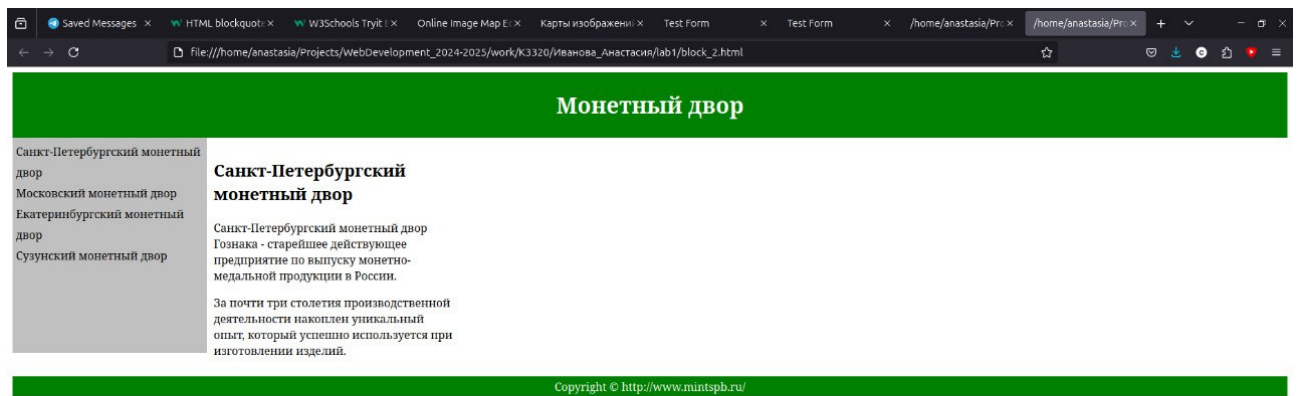 Saved Messages
HTML blockquote
W3Schools Tryit E
Online Image Map Ec
Карты изображени
Test Form
Test Form
/home/anastasia/Pro
/home/anastasia/Pro
file:///home/anastasia/Projects/WebDevelopment_2024-2025/work/K3320/Иванова_Анастасия/lab1/block_2.html
Монетный двор
Санкт-Петербургский монетный
двор
Московский монетный двор
Екатеринбургский монетный
двор
Сузунский монетный двор
Санкт-Петербургский
монетный двор
Санкт-Петербургский монетный двор
Гознака - старейшее действующее
предприятие по выпуску монетно-
медальной продукции в России.
За почти три столетия производственной
деятельности накоплен уникальный
опыт, который успешно используется при
изготовлении изделий.
Copyright © http://www.mintspb.ru/